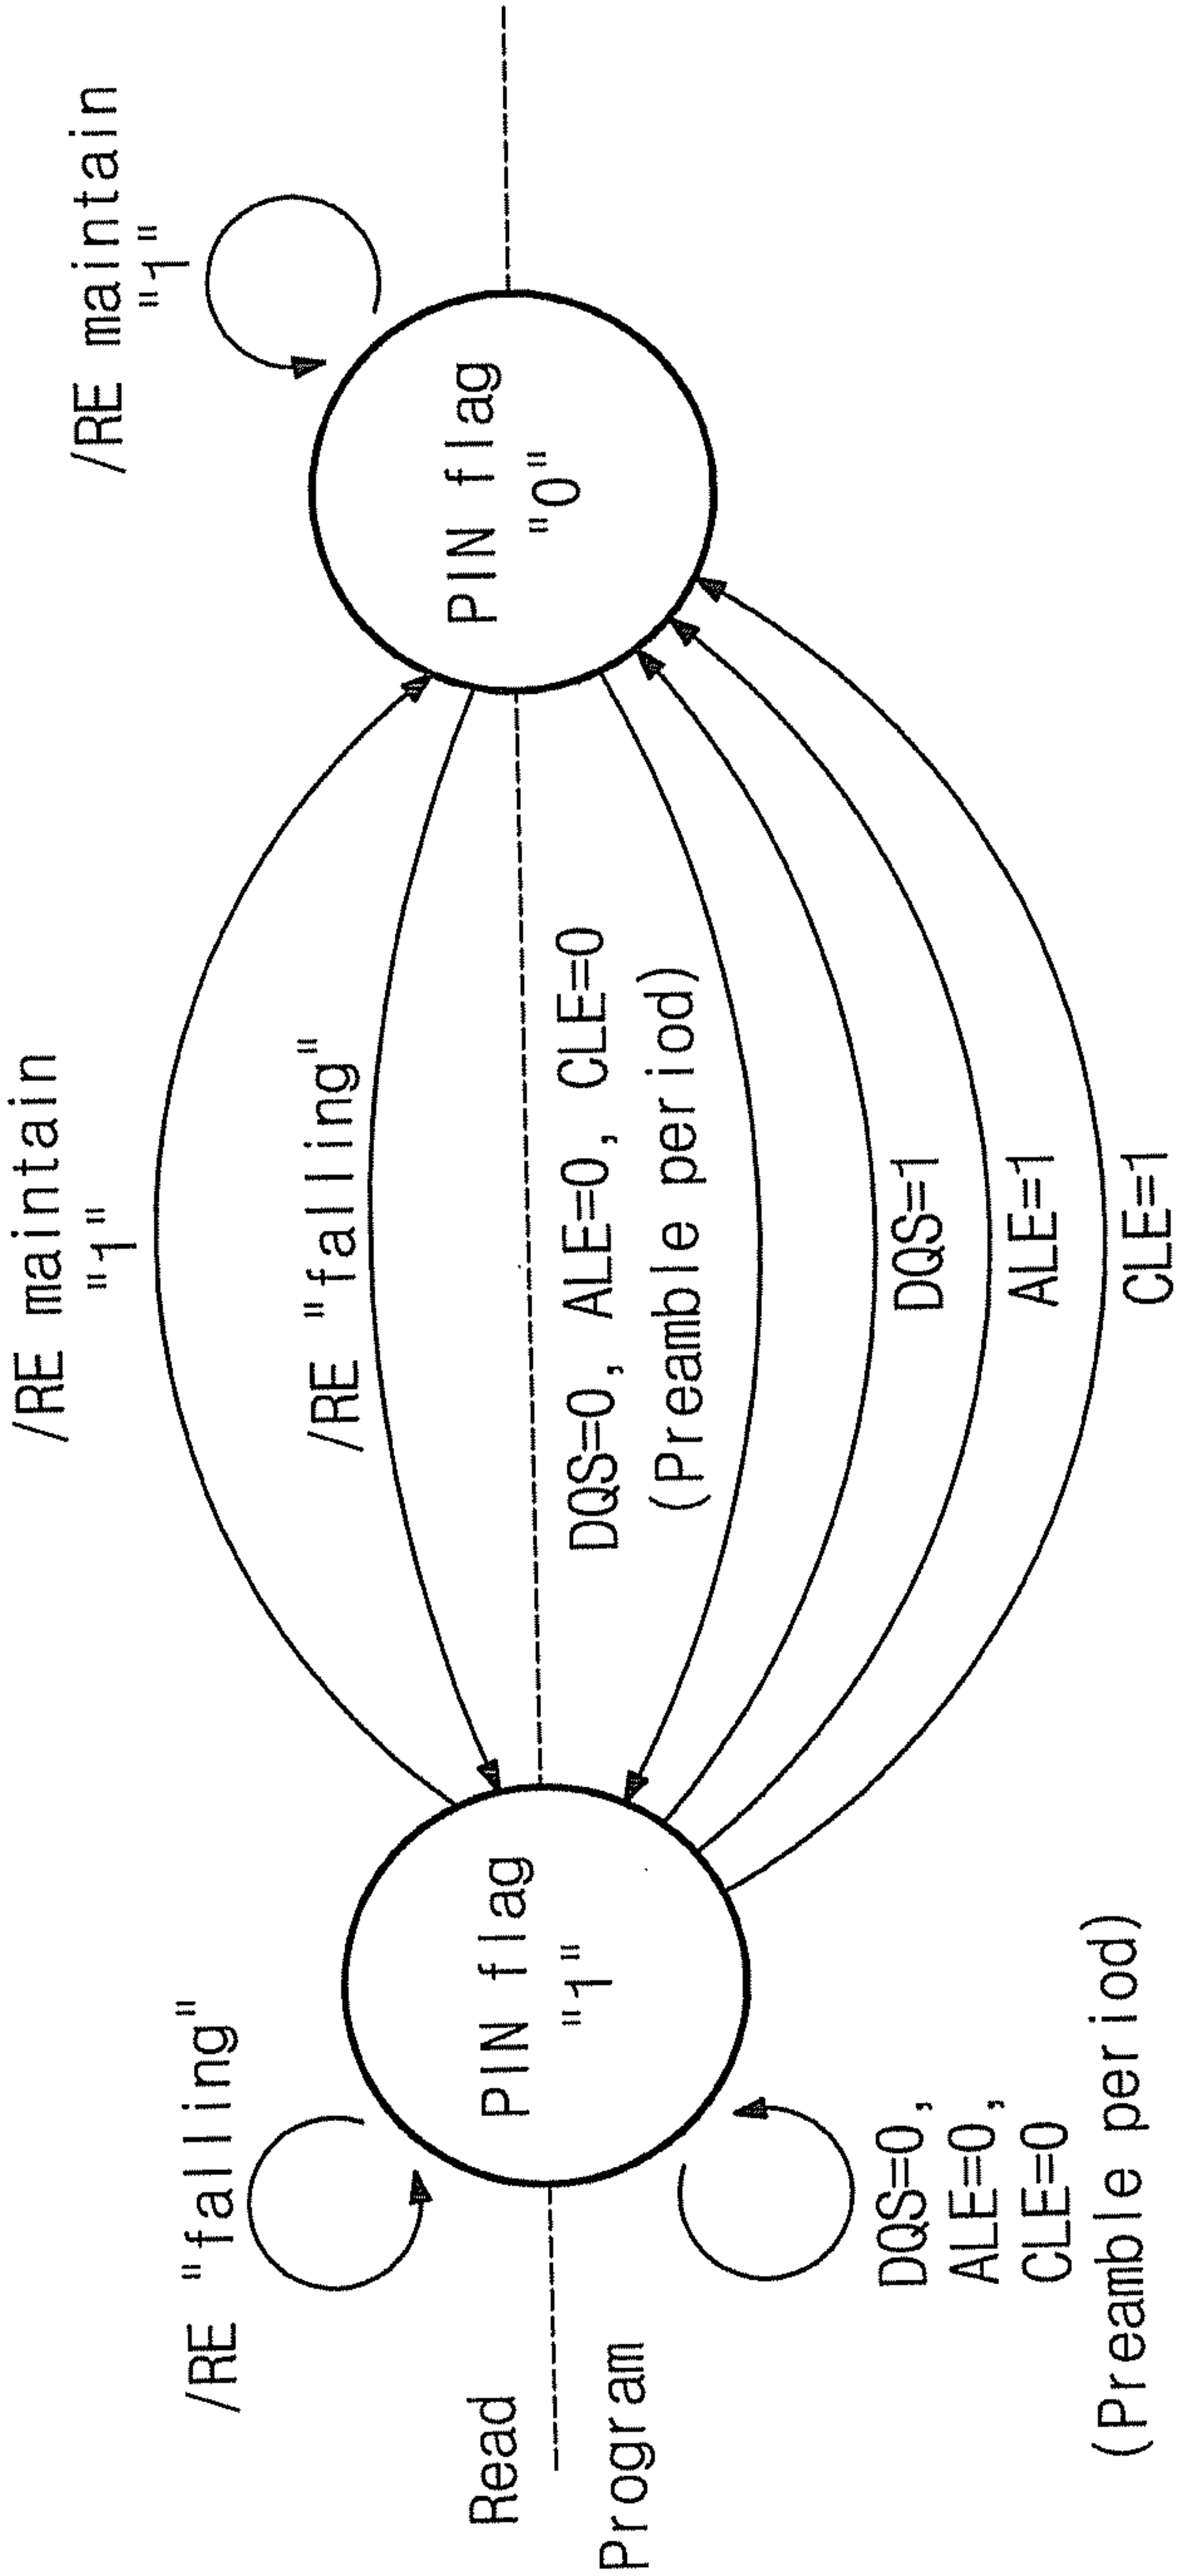 /RE maintain
"1"
/RE maintain
"1"
/RE "falling"
/RE "falling"
PIN flag
"1"
PIN flag
"0"
Read
Program
DQS=0, ALE=0, CLE=0
(Preamble period)
DQS=0,
ALE=0,
CLE=0
(Preamble period)
DQS=1
ALE=1
CLE=1